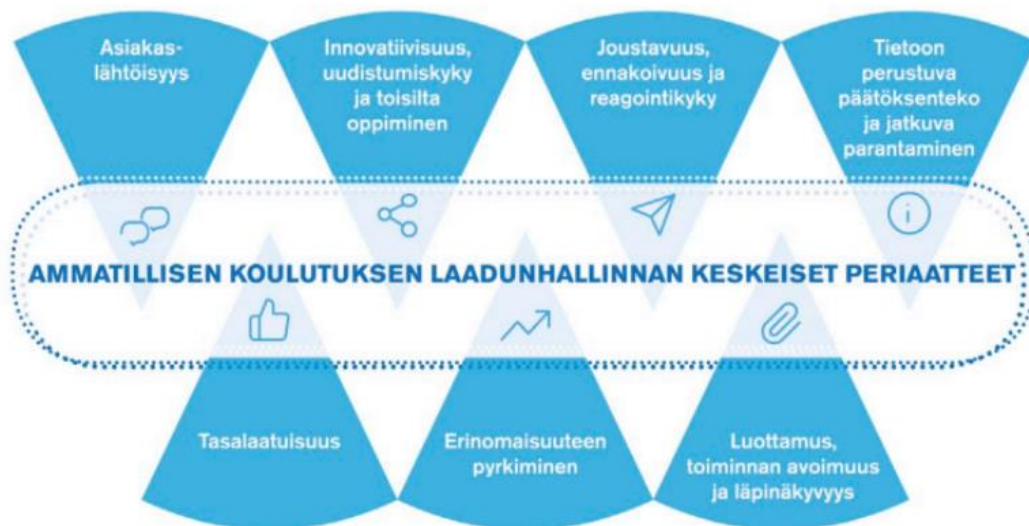 Asiakas-
lähtöisyys
Innovatiivisuus,
uudistumiskyky
ja toisilta
oppiminen
Joustavuus,
ennakoivuus ja
reagointikyky
Tietoon
perustuva
päätöksenteko
ja jatkuva
parantaminen
AMMATILLISEN KOULUTUKSEN LAADUNHALLINNAN KESKEISET PERIAATTEET
Tasalaatuisuus
Erinomaisuuteen
pyrkiminen
Luottamus,
toiminnan avoimuus
ja läpinäkyvyys